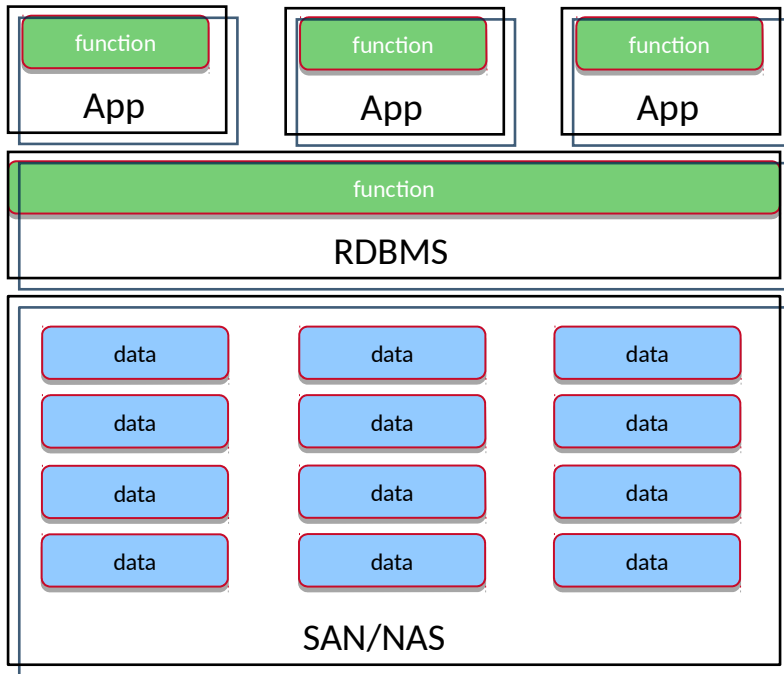 function function function
App App App
function
RDBMS
data data data
data data data
data data data
data data data
SAN/NAS